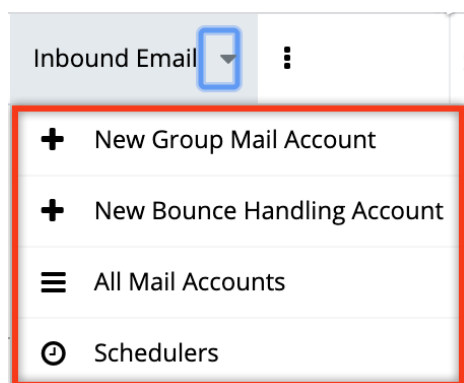 Inbound Email
New Group Mail Account
New Bounce Handling Account
All Mail Accounts
Schedulers